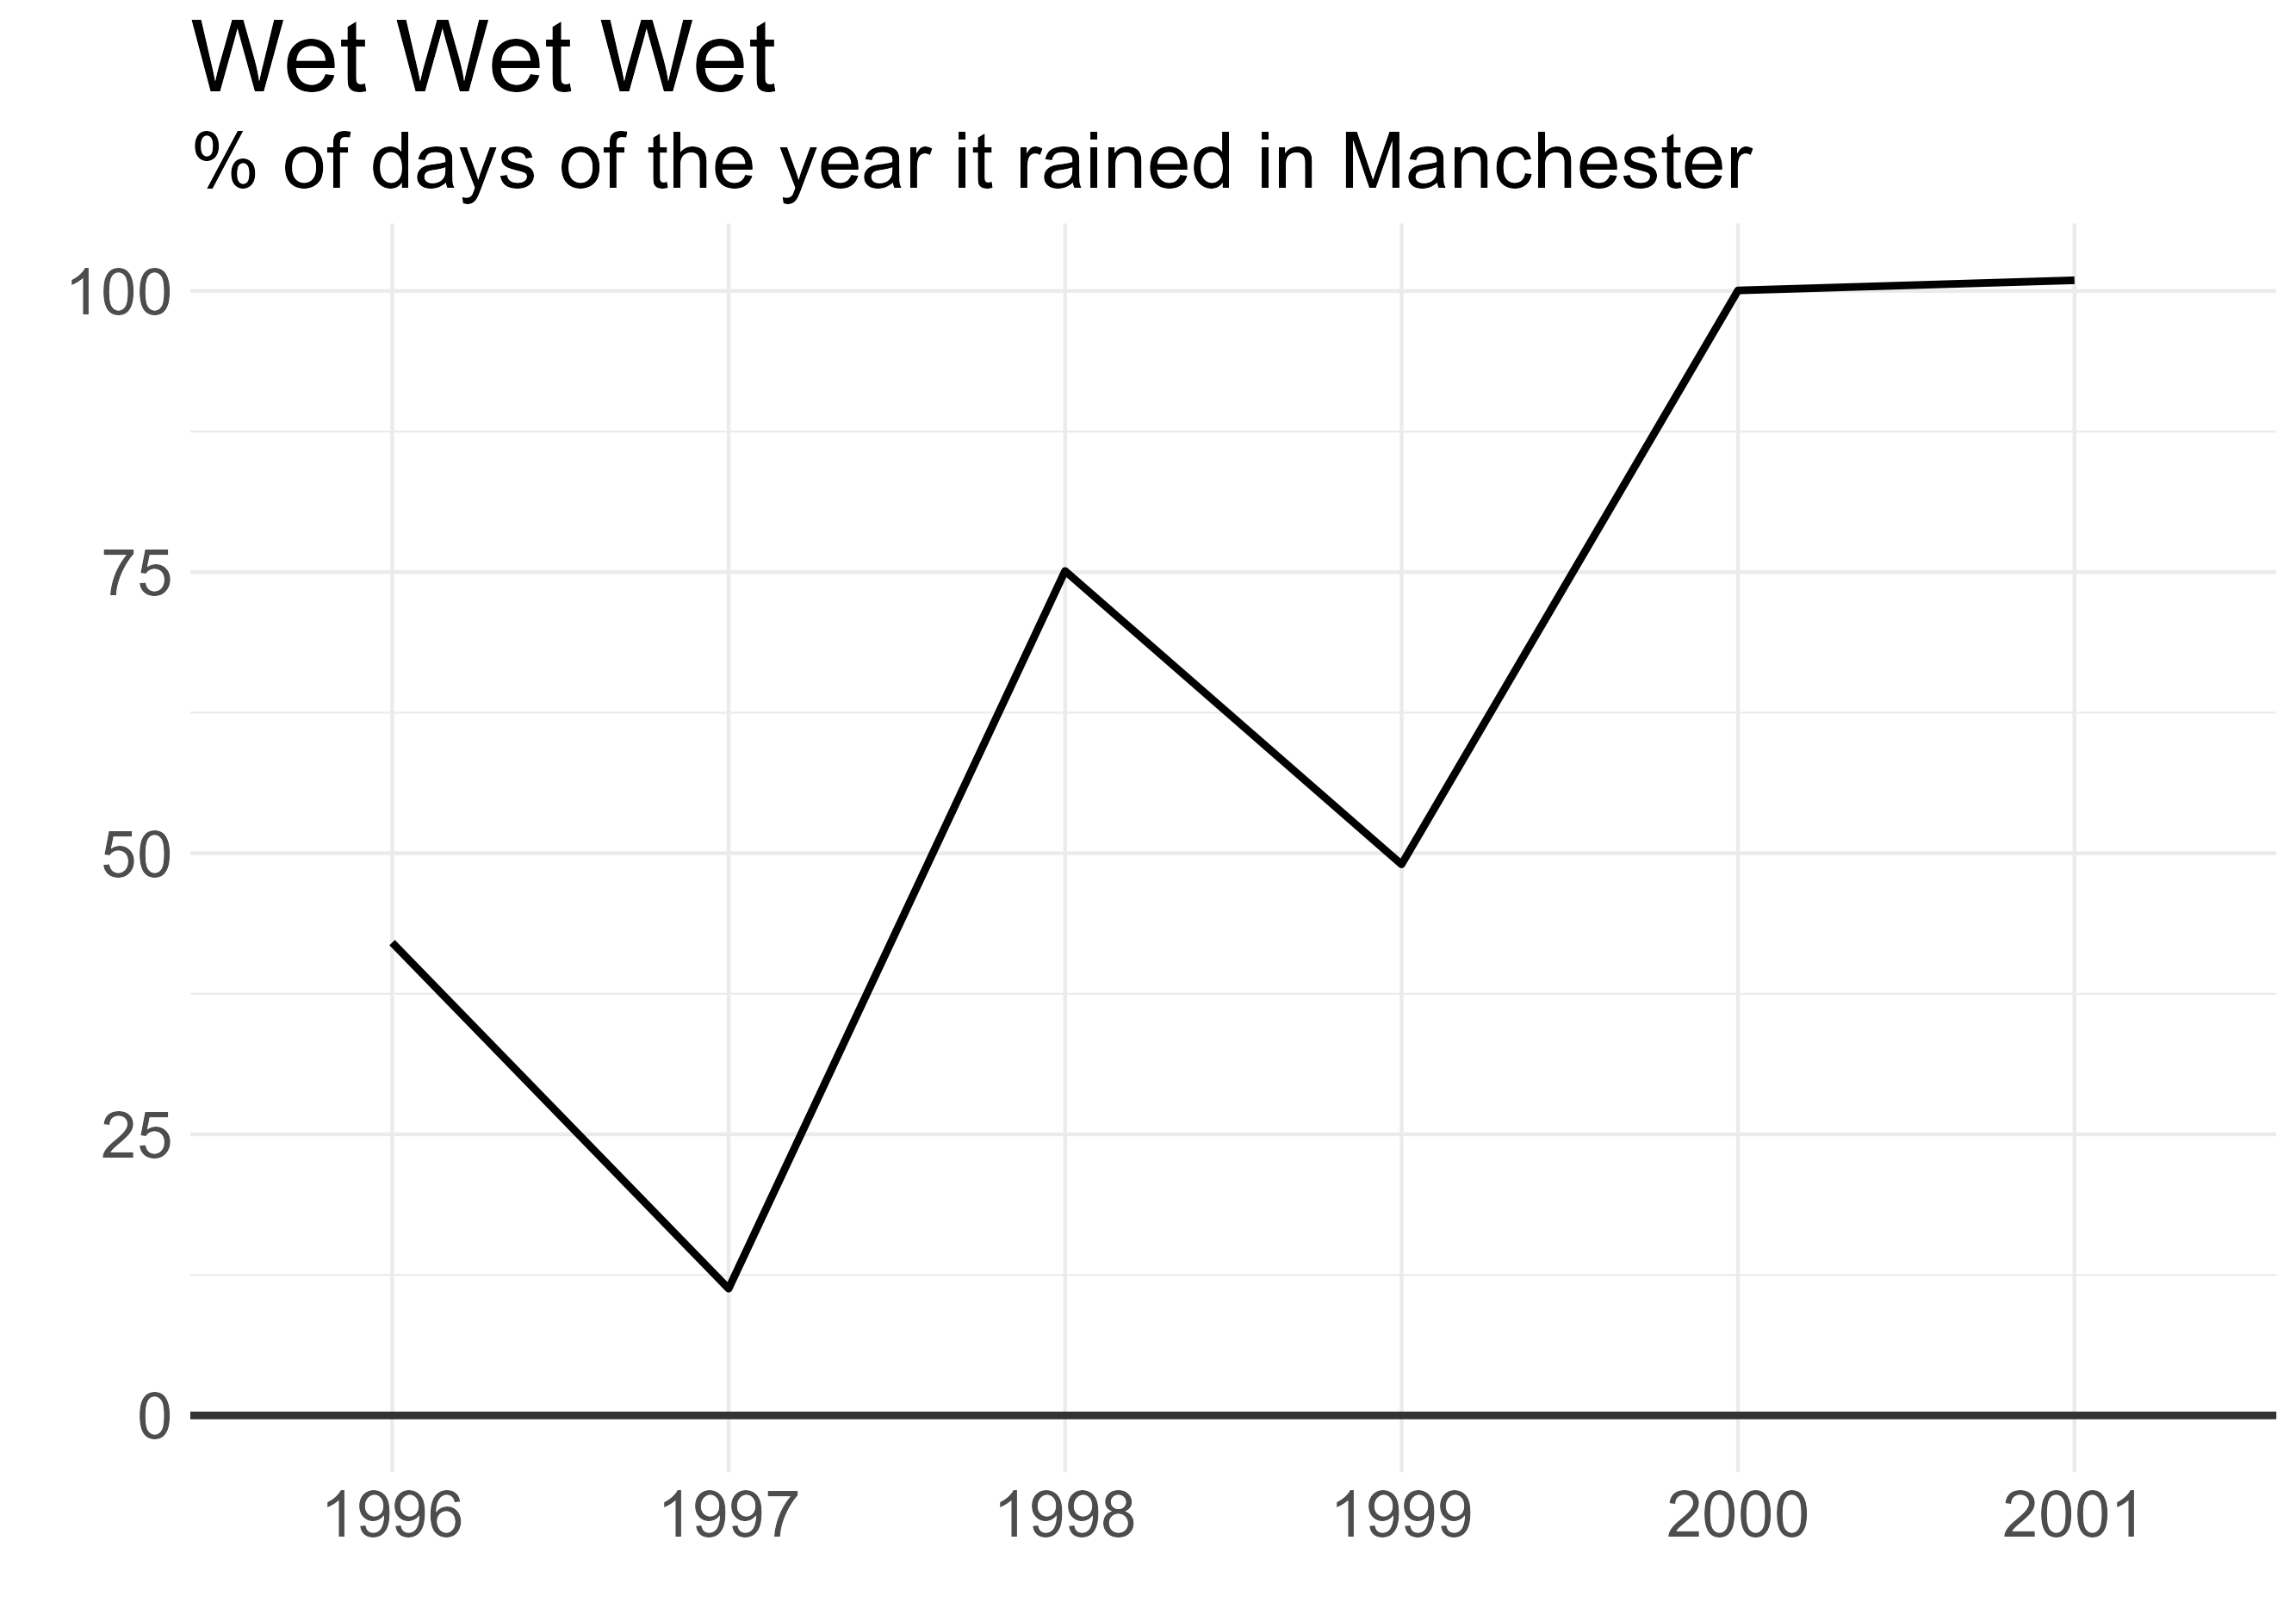 Wet Wet Wet
% of days of the year it rained in Manchester
100
75
50
25
0
1996 1997 1998 1999 2000 2001